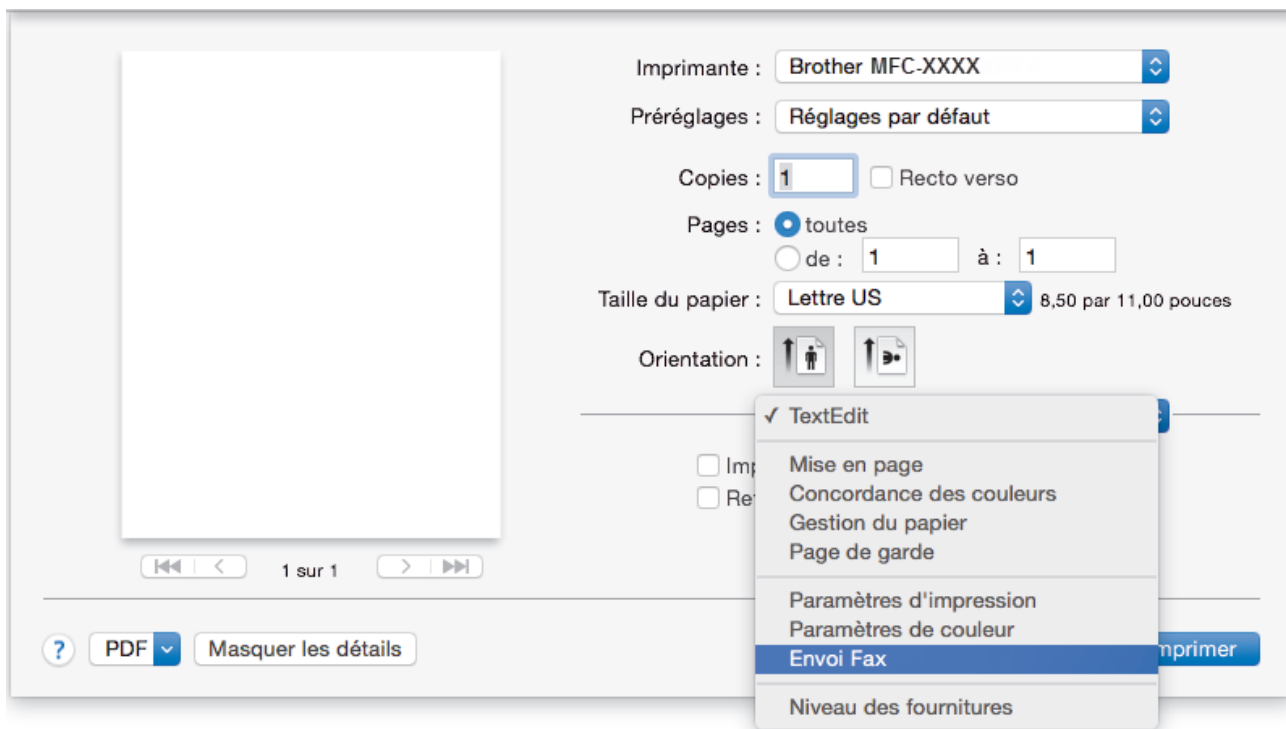 Imprimante : Brother MFC-XXXX
Préréglages : Réglages par défaut
Copies : 1 Recto verso
Pages : toutes
de : 1 à : 1
Taille du papier : Lettre US 8,50 par 11,00 pouces
Orientation :
✓ TextEdit
Mise en page
Concordance des couleurs
Gestion du papier
Page de garde
Paramètres d'impression
Paramètres de couleur
Envoi Fax
Niveau des fournitures
1 sur 1
? PDF Masquer les détails